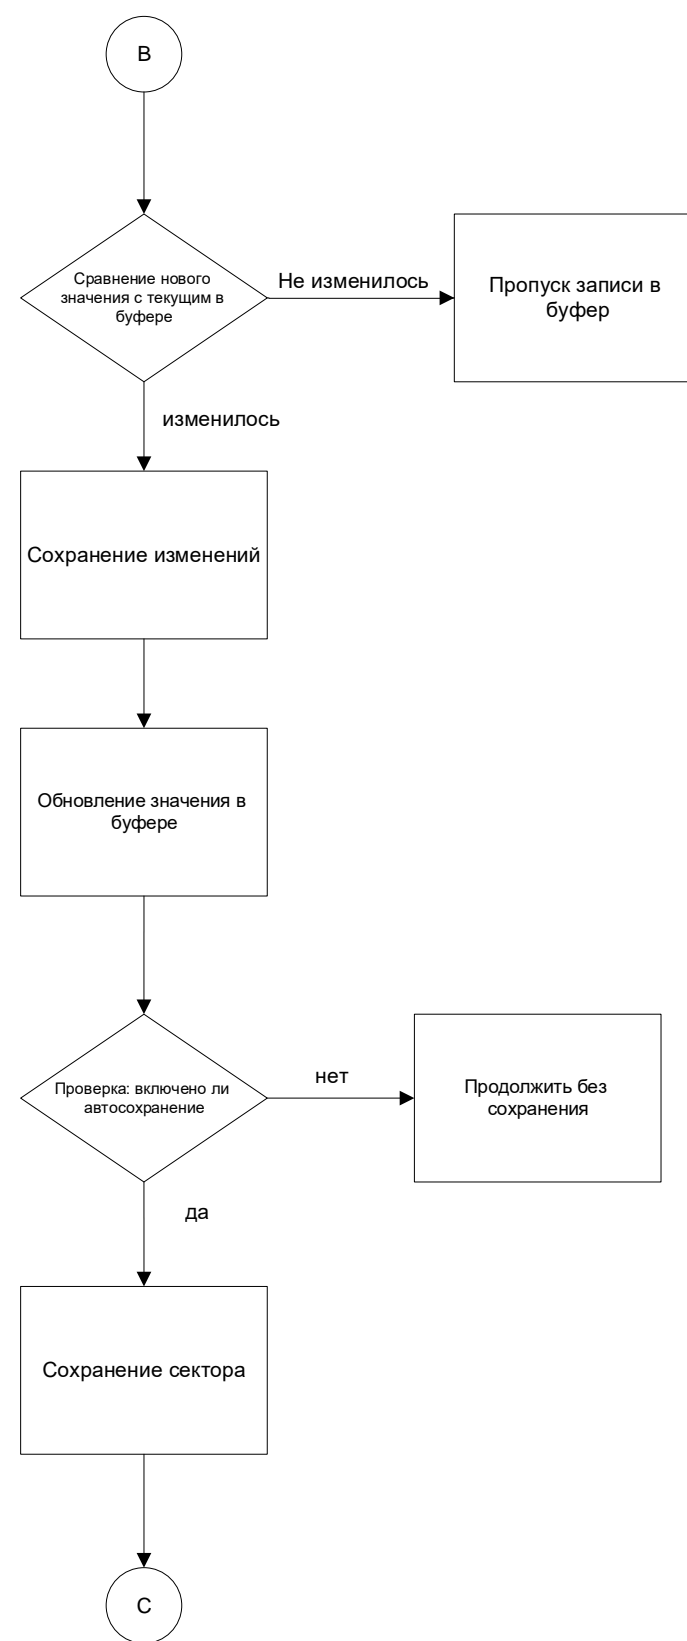 B
Сравнение нового
значения с текущим в
буфере
Не изменилось
Пропуск записи в
буфер
изменилось
Сохранение изменений
Обновление значения в
буфере
Проверка: включено ли
автосохранение
нет
Продолжить без
сохранения
да
Сохранение сектора
C